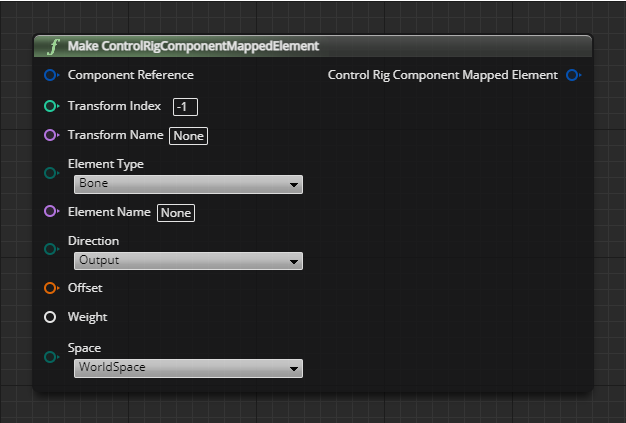 f Make ControlRigComponentMappedElement
Component Reference Control Rig Component Mapped Element
Transform Index -1
Transform Name None
Element Type
Bone
Element Name None
Direction
Output
Offset
Weight
Space
WorldSpace